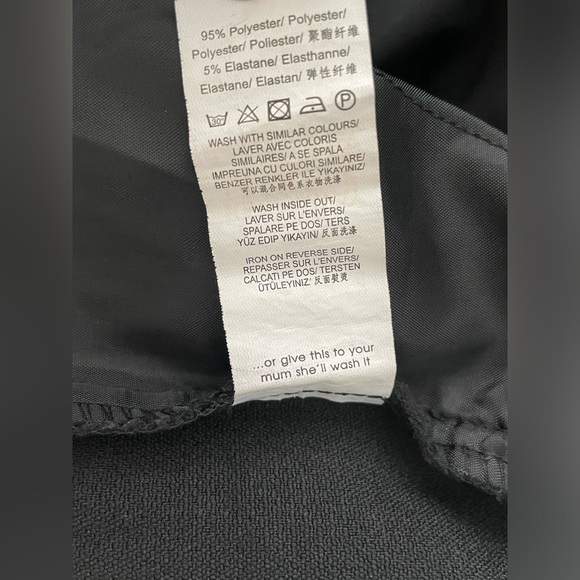 95% Polyester/ Polyester/
Polyester/ Poliester/ 聚酯纤维
5% Elastane/ Elasthanne/
Elastane/ Elastan/ 弹性纤维
30°
P
WASH WITH SIMILAR COLOURS/
LAVER AVEC COLORIS
SIMILAIRES/ A SE SPALA
IMPREUNA CU CULORI SIMILARE/
BENZER RENKLER ILE YIKAYINIZ/
可以混合同色系衣物洗涤
WASH INSIDE OUT/
LAVER SUR L'ENVERS/
SPALARE PE DOS/ TERS
YÜZ EDIP YIKAYIN/ 反面洗涤
IRON ON REVERSE SIDE/
REPASSER SUR L'ENVERS/
CALCATI PE DOS/ TERSTEN
ÜTÜLEYINIZ/ 反面熨烫
...or give this to your
mum she'll wash it